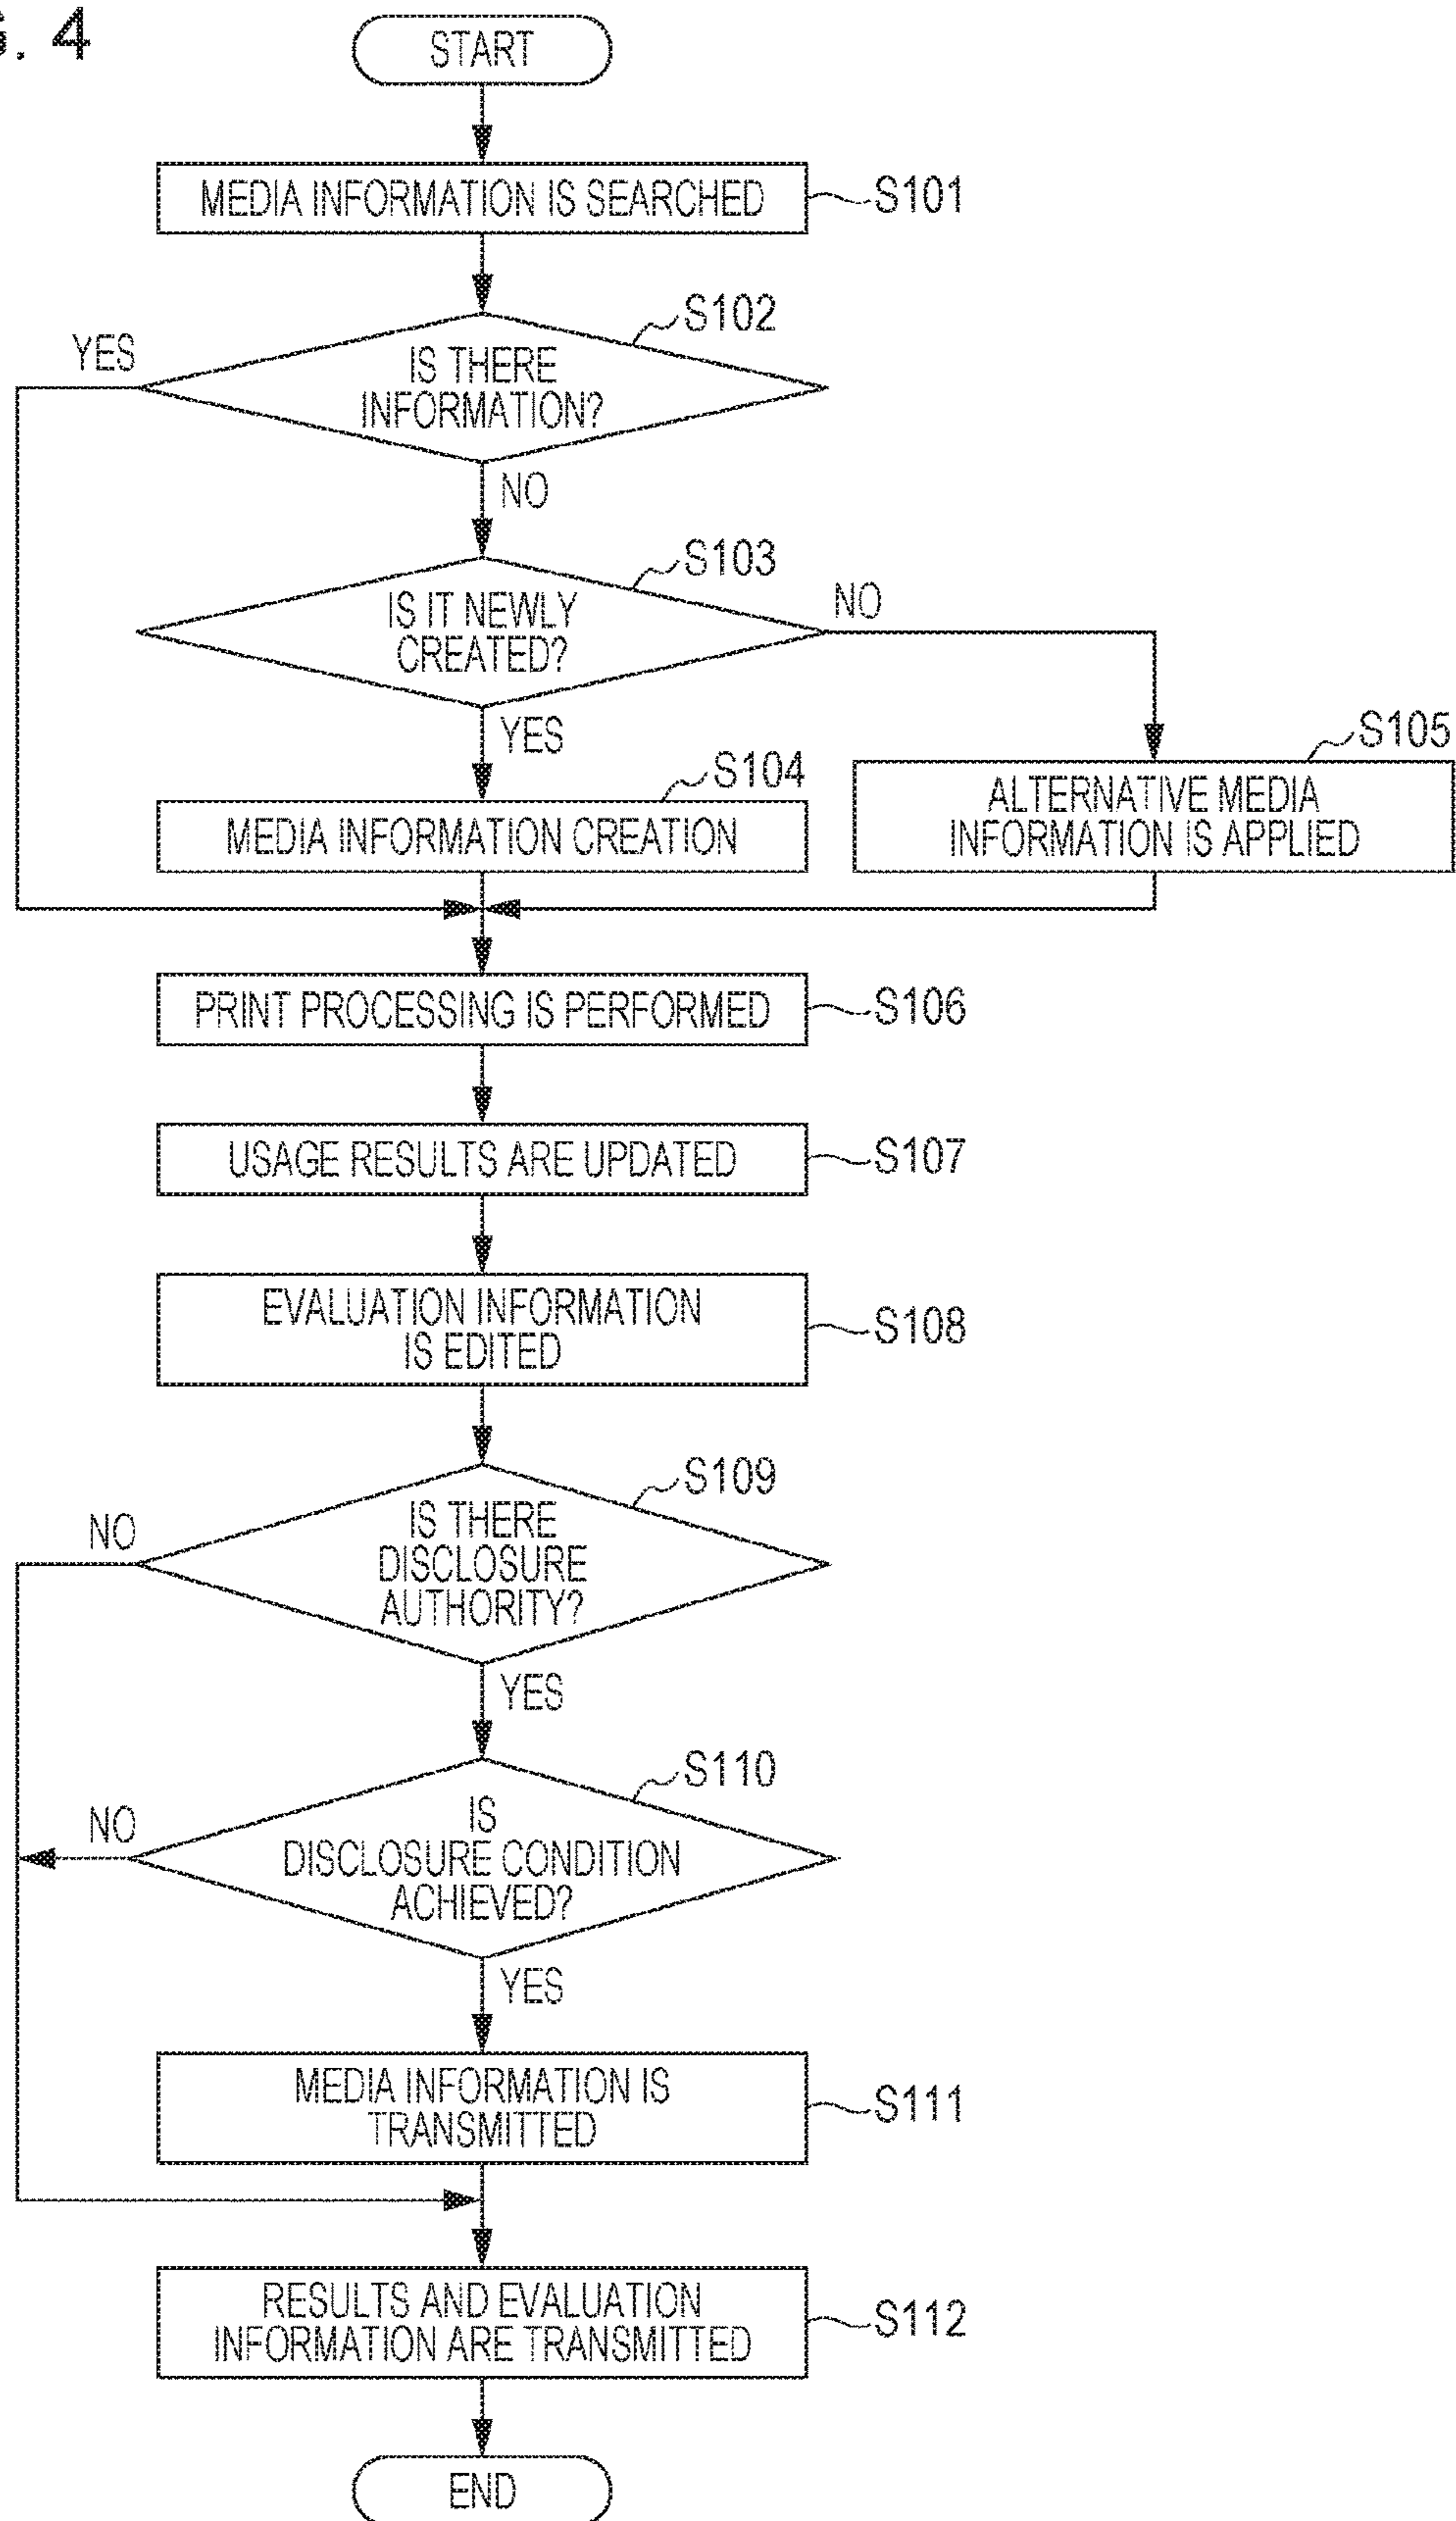 G. 4
START
MEDIA INFORMATION IS SEARCHED
S101
S102
YES
IS THERE
INFORMATION?
NO
S103
IS IT NEWLY
CREATED?
NO
YES
S104
S105
MEDIA INFORMATION CREATION
ALTERNATIVE MEDIA
INFORMATION IS APPLIED
PRINT PROCESSING IS PERFORMED
S106
USAGE RESULTS ARE UPDATED
S107
EVALUATION INFORMATION
IS EDITED
S108
S109
NO
IS THERE
DISCLOSURE
AUTHORITY?
YES
S110
NO
IS
DISCLOSURE CONDITION
ACHIEVED?
YES
MEDIA INFORMATION IS
TRANSMITTED
S111
RESULTS AND EVALUATION
INFORMATION ARE TRANSMITTED
S112
END